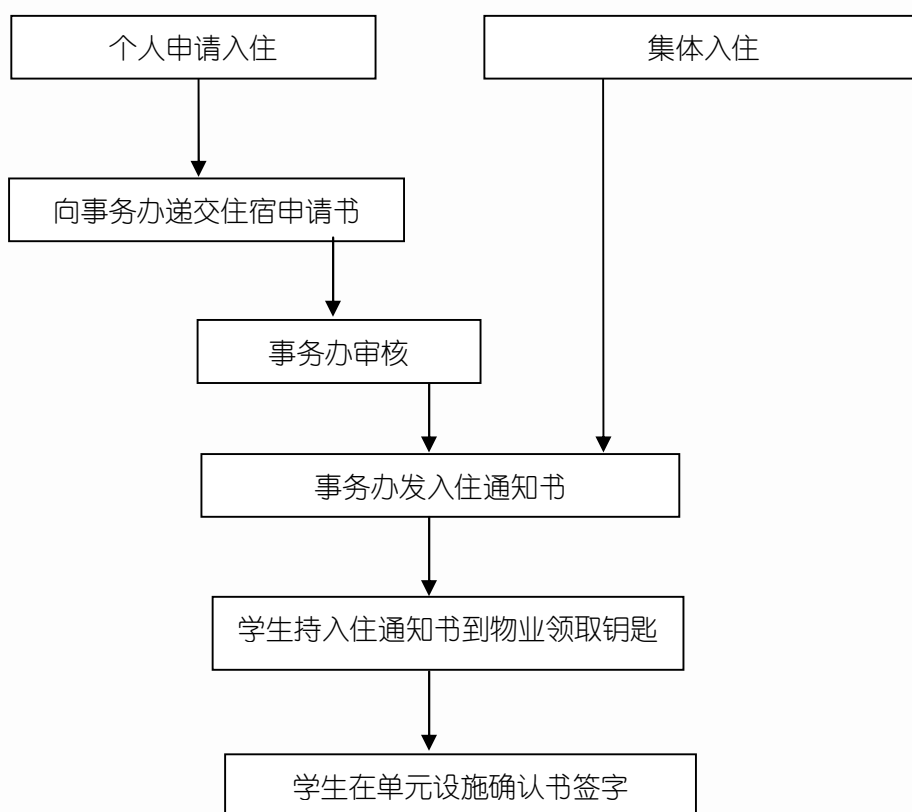 个人申请入住
集体入住
向事务办递交住宿申请书
事务办审核
事务办发入住通知书
学生持入住通知书到物业领取钥匙
学生在单元设施确认书签字